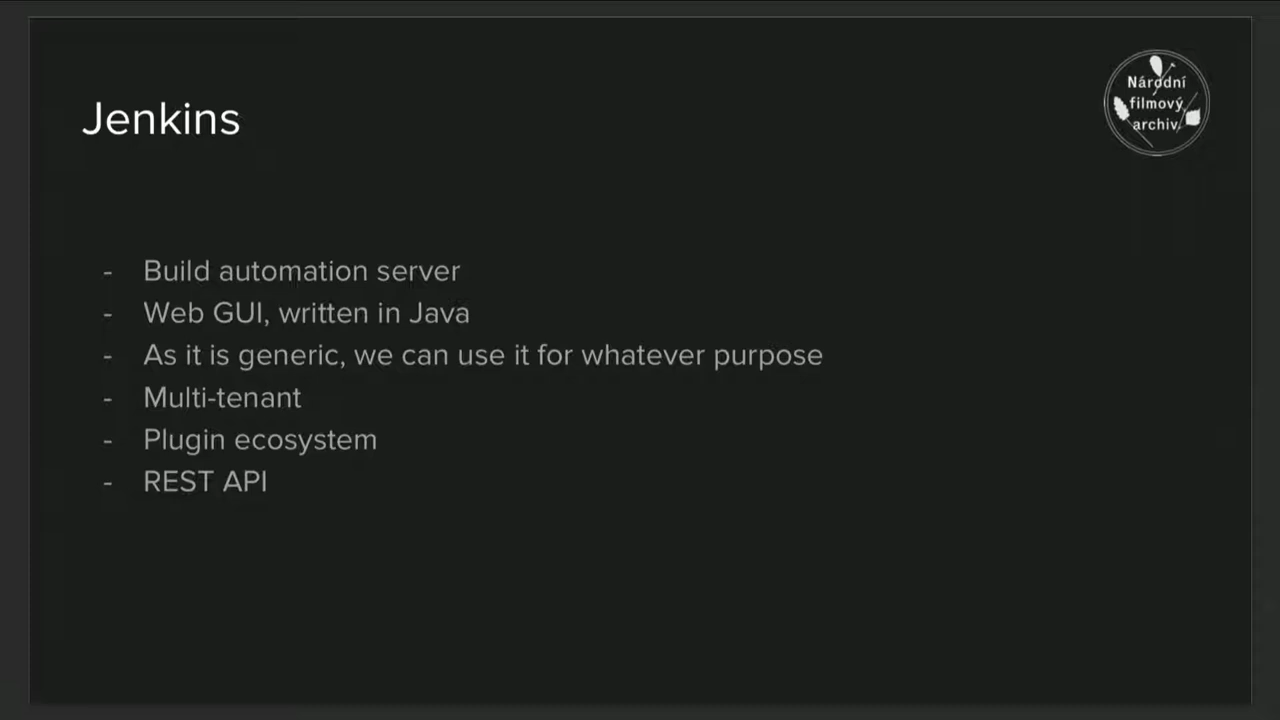 Jenkins
Národní
filmový
archiv
- Build automation server
- Web GUI, written in Java
- As it is generic, we can use it for whatever purpose
- Multi-tenant
- Plugin ecosystem
- REST API